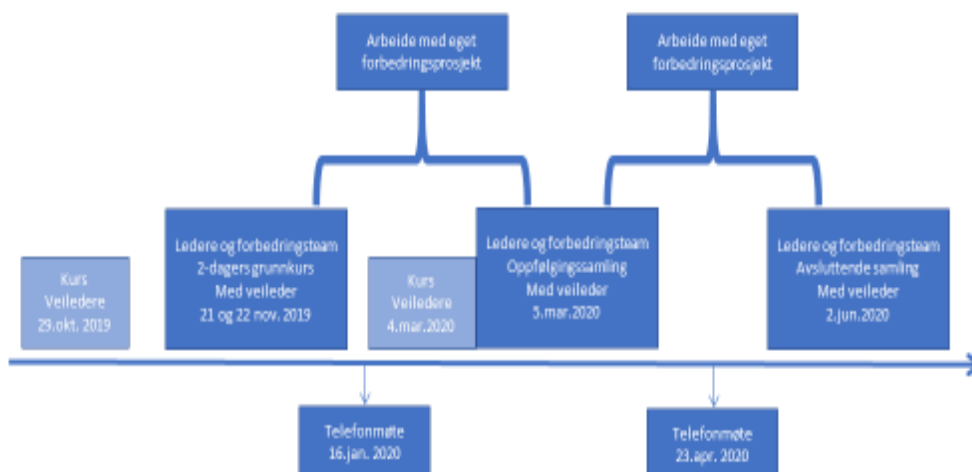 Arbeide med eget
forbedringsprosjekt
Arbeide med eget
forbedringsprosjekt
Kurs
Veiledere
29.okt. 2019
Ledere og forbedringsteam
2-dagers grunnkurs
Med veileder
21 og 22 nov. 2019
Kurs
Veiledere
4.mar.2020
Ledere og forbedringsteam
Oppfølgingssamling
Med veileder
5.mar.2020
Ledere og forbedringsteam
Avsluttende samling
Med veileder
2.jun.2020
Telefonmøte
16.jan. 2020
Telefonmøte
23.apr. 2020